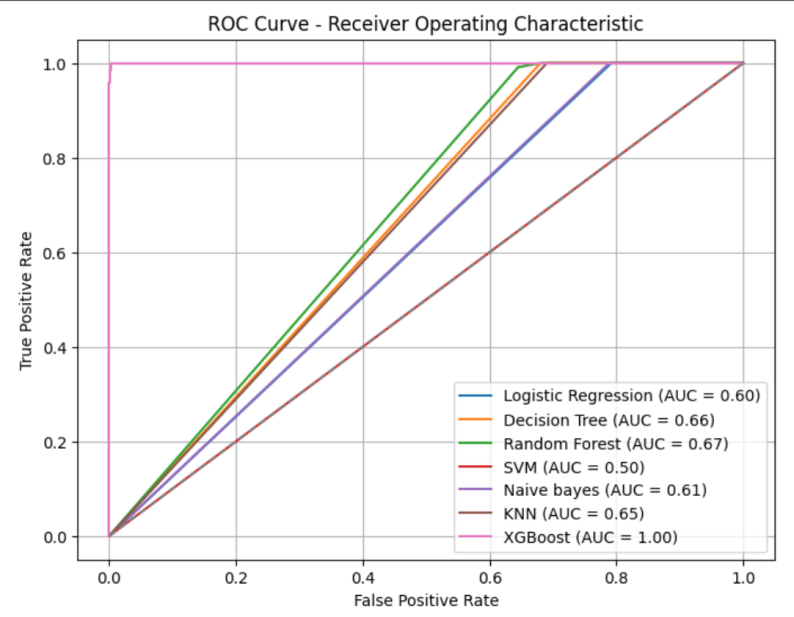 ROC Curve - Receiver Operating Characteristic
1.0
0.8
0.6
0.4
0.2
0.0
True Positive Rate
Logistic Regression (AUC = 0.60)
Decision Tree (AUC = 0.66)
Random Forest (AUC = 0.67)
SVM (AUC = 0.50)
Naive bayes (AUC = 0.61)
KNN (AUC = 0.65)
XGBoost (AUC = 1.00)
0.0 0.2 0.4 0.6 0.8 1.0
False Positive Rate